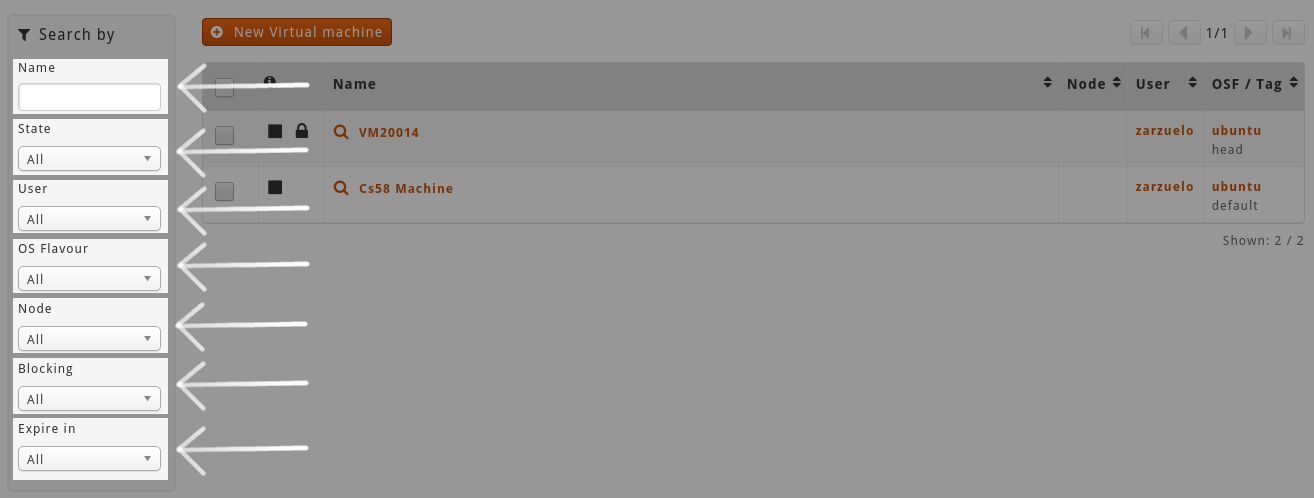 Search by
Name
State
All
User
All
OS Flavour
All
Node
All
Blocking
All
Expire in
All
New Virtual machine
1/1
Name Node User OSF / Tag
VM20014 zarzuelo ubuntu
head
Cs58 Machine zarzuelo ubuntu
default
Shown: 2 / 2